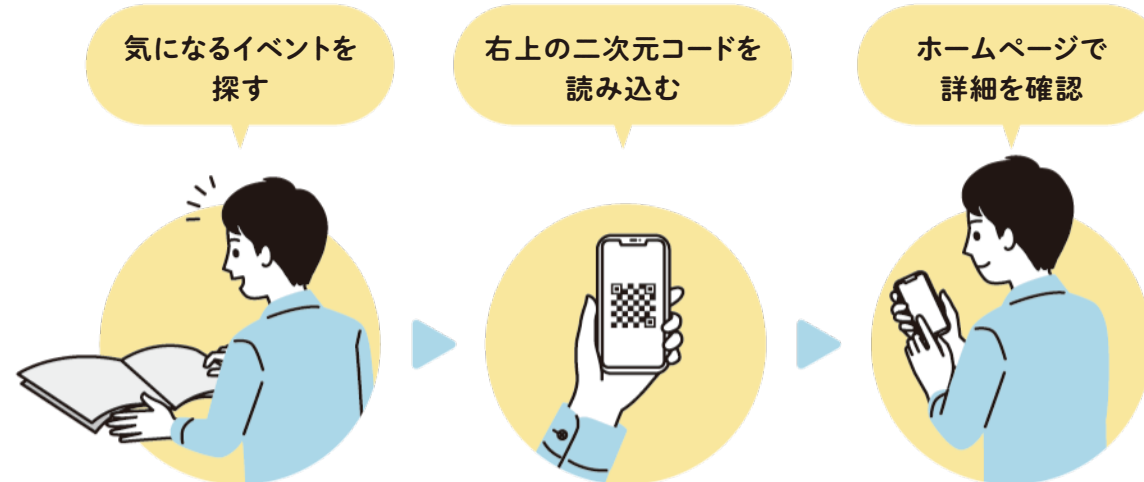 気になるイベントを
探す
右上の二次元コードを
読み込む
ホームページで
詳細を確認